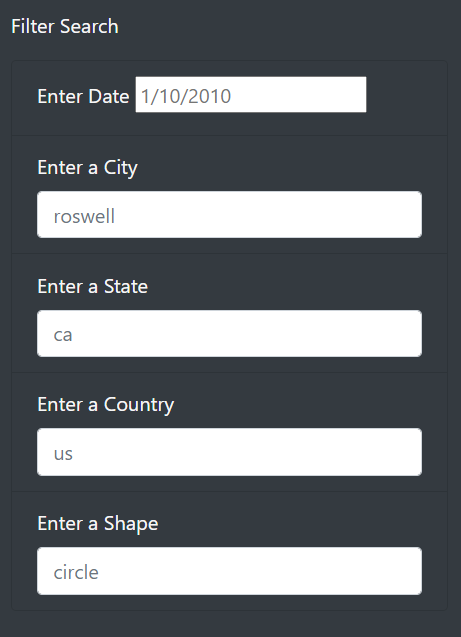 Filter Search
Enter Date 1/10/2010
Enter a City
roswell
Enter a State
ca
Enter a Country
us
Enter a Shape
circle